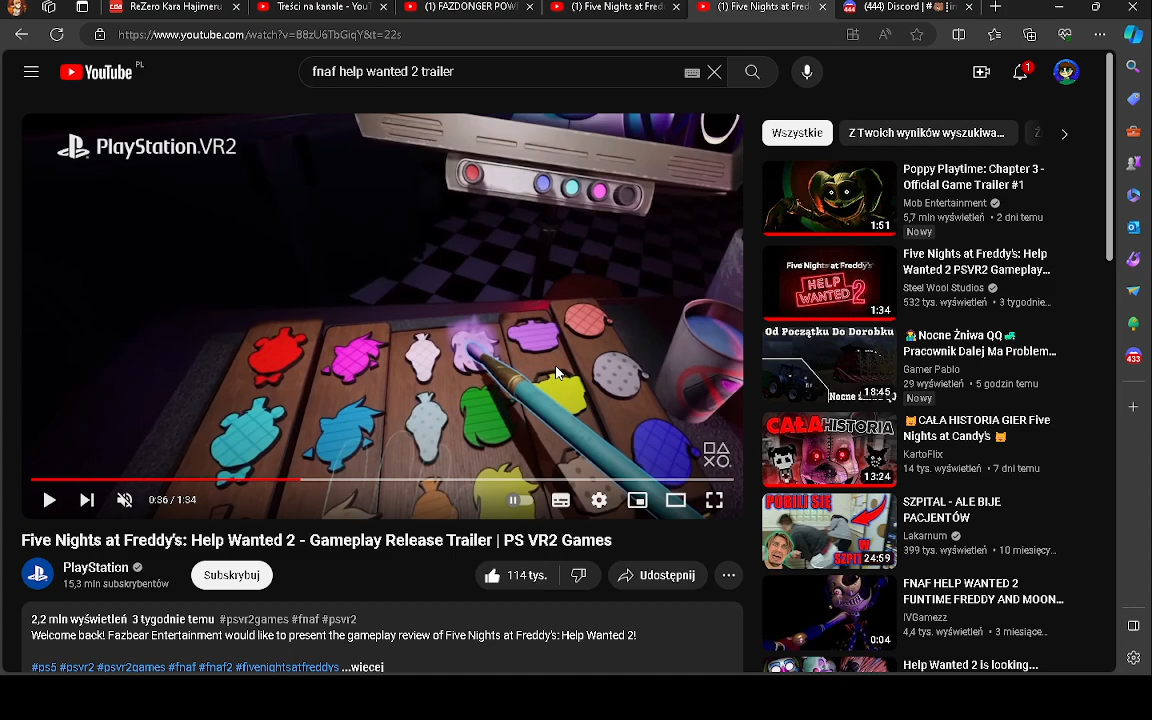 ReZero Kara Hajimeru
Treści na kanale - YouT
(1) FAZDONGER POW
(1) Five Nights at Fred
(1) Five Nights at Fred
(444) Discord | #
https://www.youtube.com/watch?v=88zU6TbGiqY&t=22s
YouTube PL
fnaf help wanted 2 trailer
1
PlayStation.VR2
0:36 / 1:34
Five Nights at Freddy's: Help Wanted 2 - Gameplay Release Trailer | PS VR2 Games
PlayStation
15,3 mln subskrybentów
Subskrybuj
114 tys.
Udostępnij
2,2 mln wyświetleń 3 tygodnie temu #psvr2games #fnaf #psvr2
Welcome back! Fazbear Entertainment would like to present the gameplay review of Five Nights at Freddy's: Help Wanted 2!
#ps5 #psvr2 #psvr2games #fnaf #fnaf2 #fivenightsatfreddys ...więcej
Wszystkie
Z Twoich wyników wyszukiwa...
1:51
Poppy Playtime: Chapter 3 -
Official Game Trailer #1
Mob Entertainment
5,7 mln wyświetleń • 2 dni temu
Nowy
Five Nights at Freddy's
HELP
WANTED
2
1:34
Five Nights at Freddy's: Help
Wanted 2 PSVR2 Gameplay...
Steel Wool Studios
532 tys. wyświetleń • 3 tygodnie...
Od Początku Do Dorobku
18:45
Nocne Żniwa QQ
Pracownik Dalej Ma Problem...
Gamer Pablo
29 wyświetleń • 5 godzin temu
Nowy
CAŁA HISTORIA
13:24
CAŁA HISTORIA GIER Five
Nights at Candy's
KartoFlix
14 tys. wyświetleń • 7 dni temu
POBILI SIĘ
W
24:59
SZPITAL - ALE BIJE
PACJENTÓW
Lakarnum
399 tys. wyświetleń • 10 miesięcy...
0:04
FNAF HELP WANTED 2
FUNTIME FREDDY AND MOON...
IVGamezz
4,4 tys. wyświetleń • 3 miesiące...
Help Wanted 2 is looking...
433